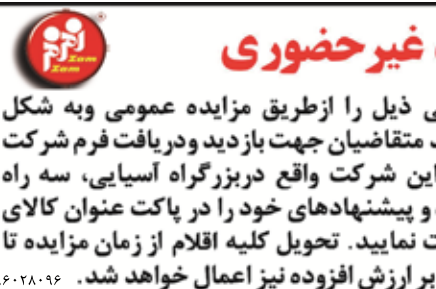 زمزم
Zam
Zam
غیرحضوری
ذیل را ازطریق مزایده عمومی وبه شکل
متقاضیان جهت بازدید ودریافت فرم شرکت
این شرکت واقع دربزرگراه آسیایی، سه راه
و پیشنهادهای خود را در پاکت عنوان کالای
نمایید. تحویل کلیه اقلام از زمان مزایده تا
بر ارزش افزوده نیز اعمال خواهد شد. ۶۰۲۸۰۹۶